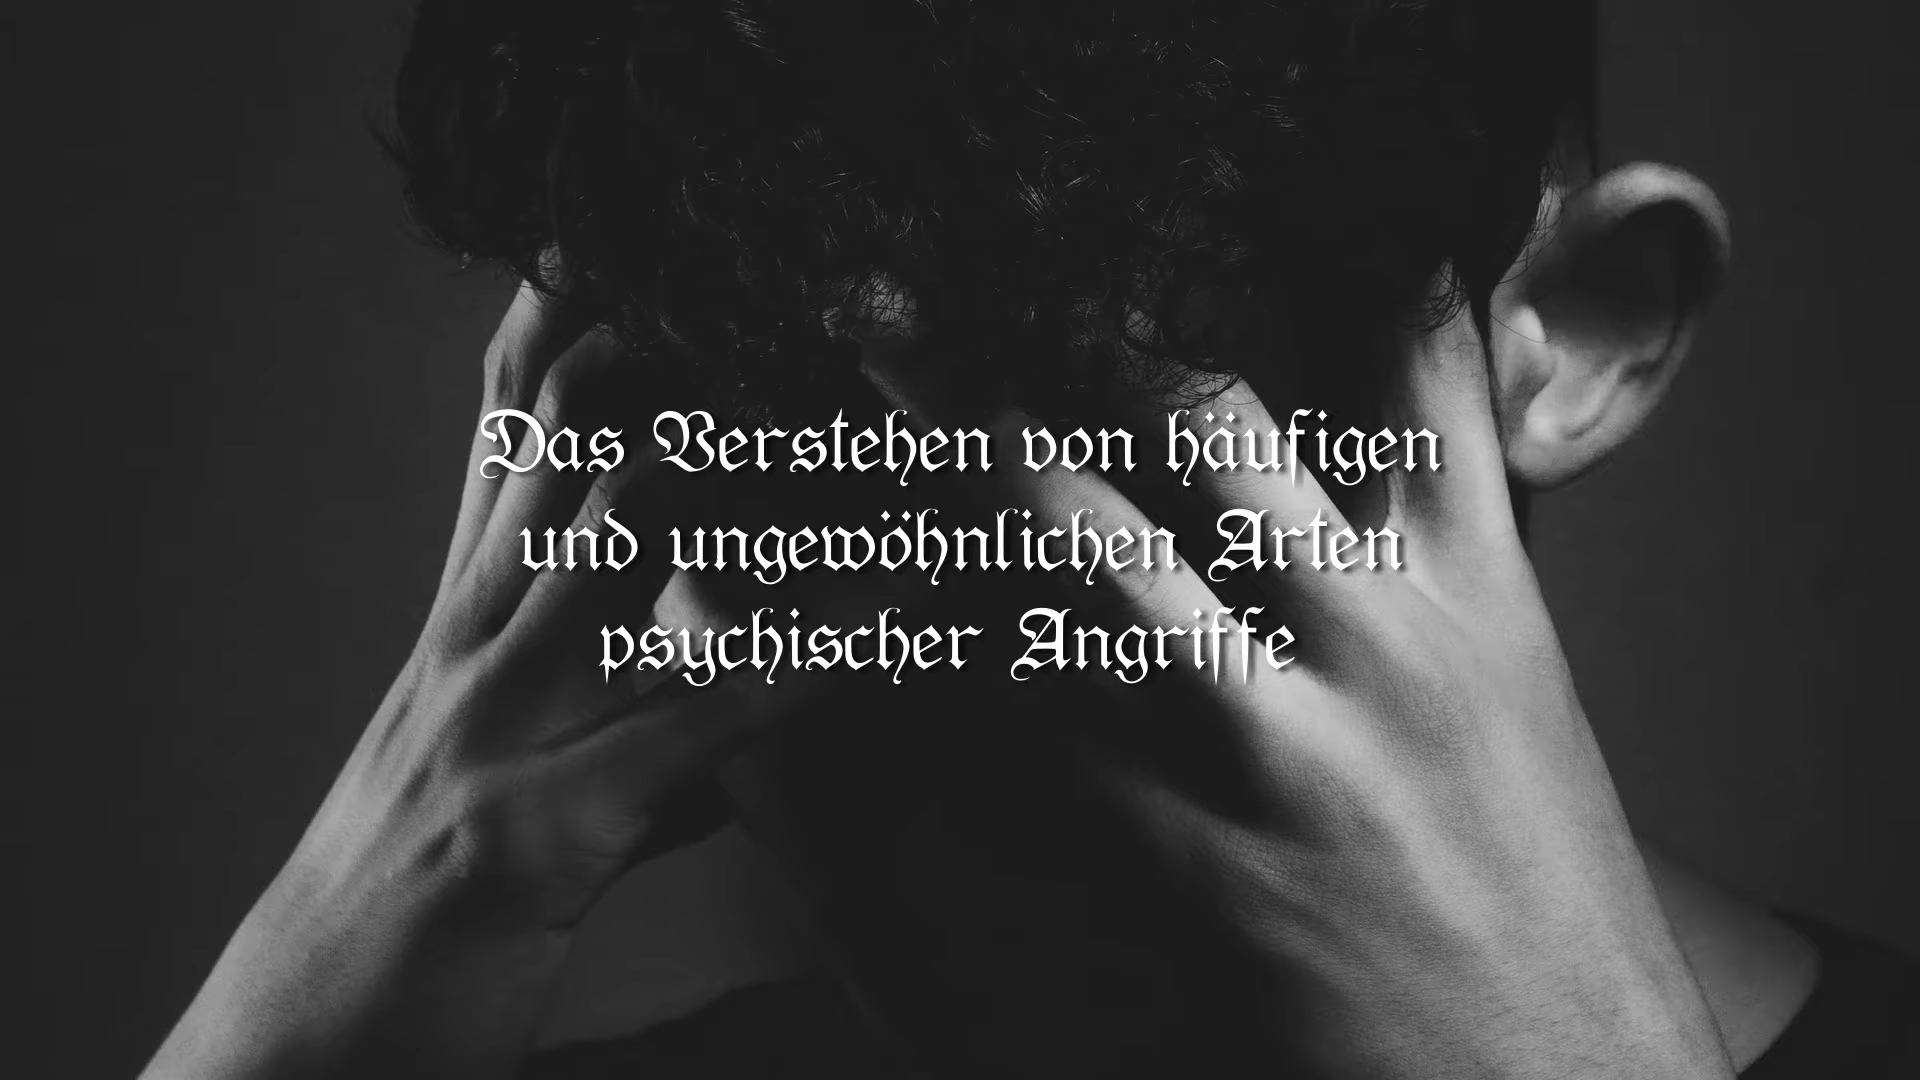 Das Verstehen von häufigen
und ungewöhnlichen Arten
psychischer Angriffe